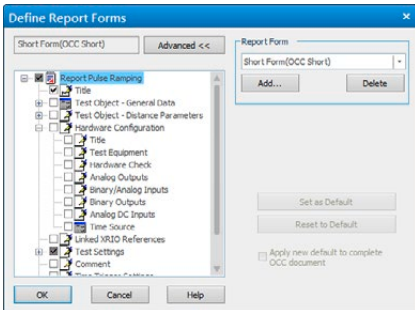 Define Report Forms
Short Form(OCC Short)
Advanced <<
Report Pulse Ramping
Title
Test Object - General Data
Test Object - Distance Parameters
Hardware Configuration
Title
Test Equipment
Hardware Check
Analog Outputs
Binary/Analog Inputs
Binary Outputs
Analog DC Inputs
Time Source
Linked XRIO References
Test Settings
Comment
Time Trigger Settings
OK
Cancel
Help
Report Form
Short Form(OCC Short)
Add...
Delete
Set as Default
Reset to Default
Apply new default to complete
OCC document